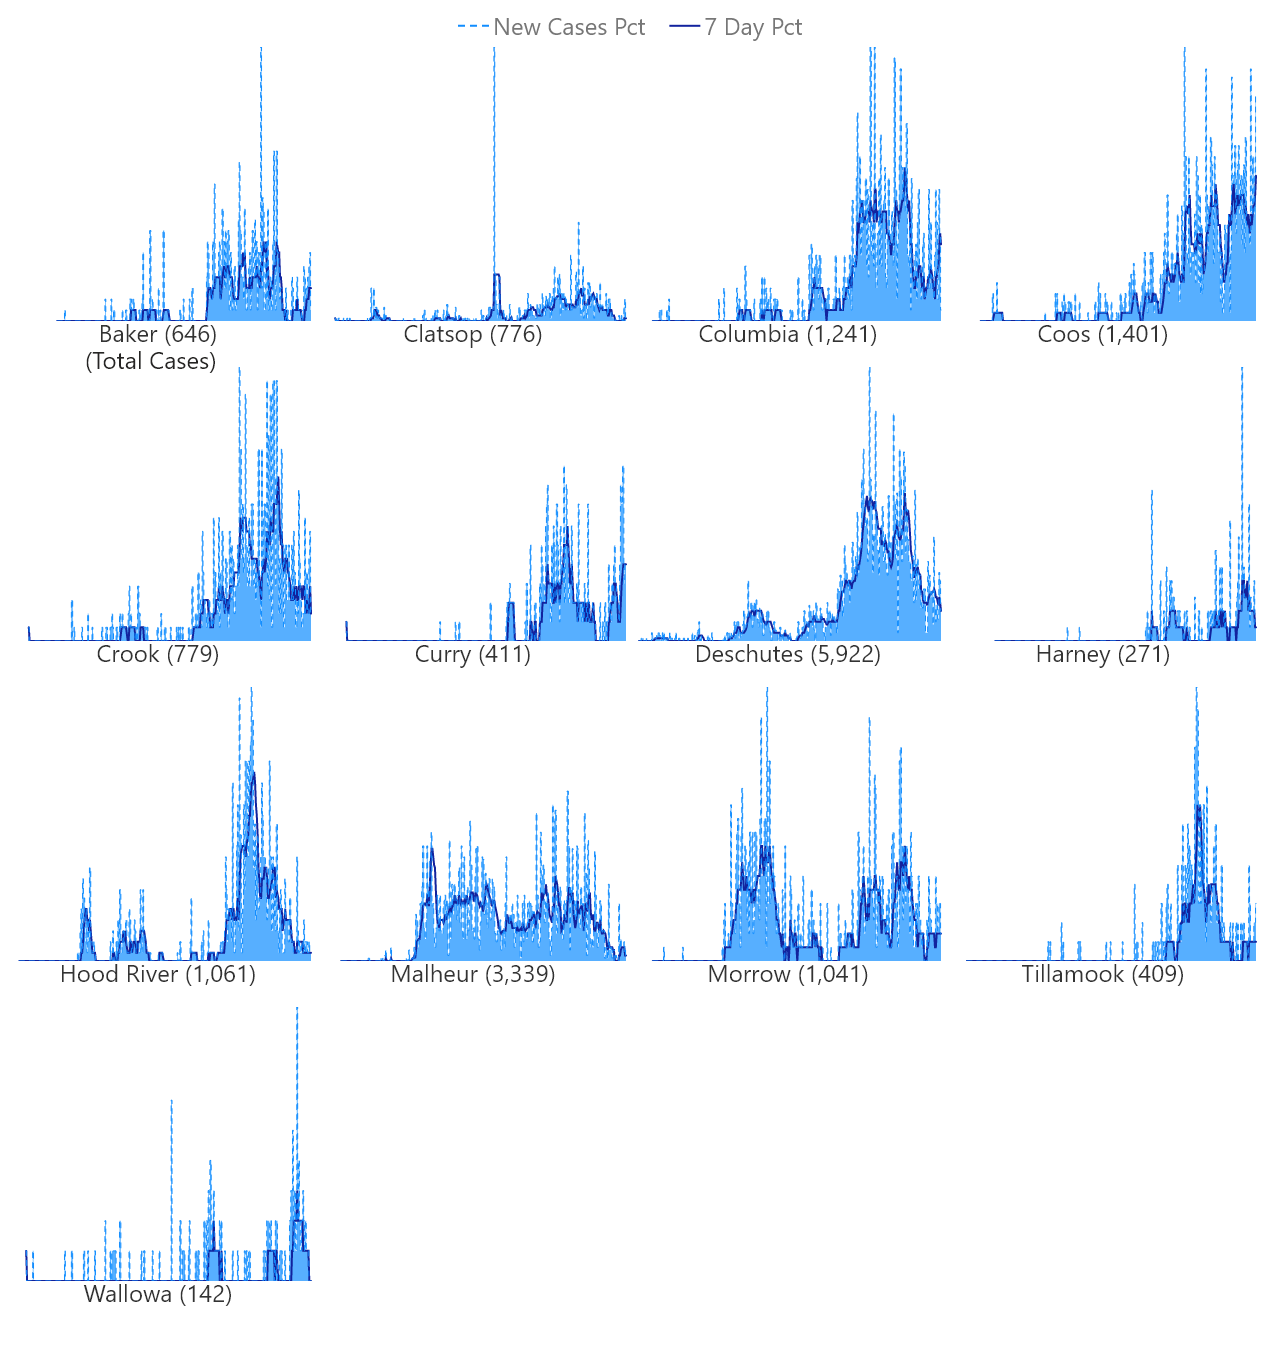 New Cases Pct 7 Day Pct
Baker (646) Clatsop (776) Columbia (1,241) Coos (1,401)
(Total Cases)
Crook (779) Curry (411) Deschutes (5,922) Harney (271)
Hood River (1,061) Malheur (3,339) Morrow (1,041) Tillamook (409)
Wallowa (142)